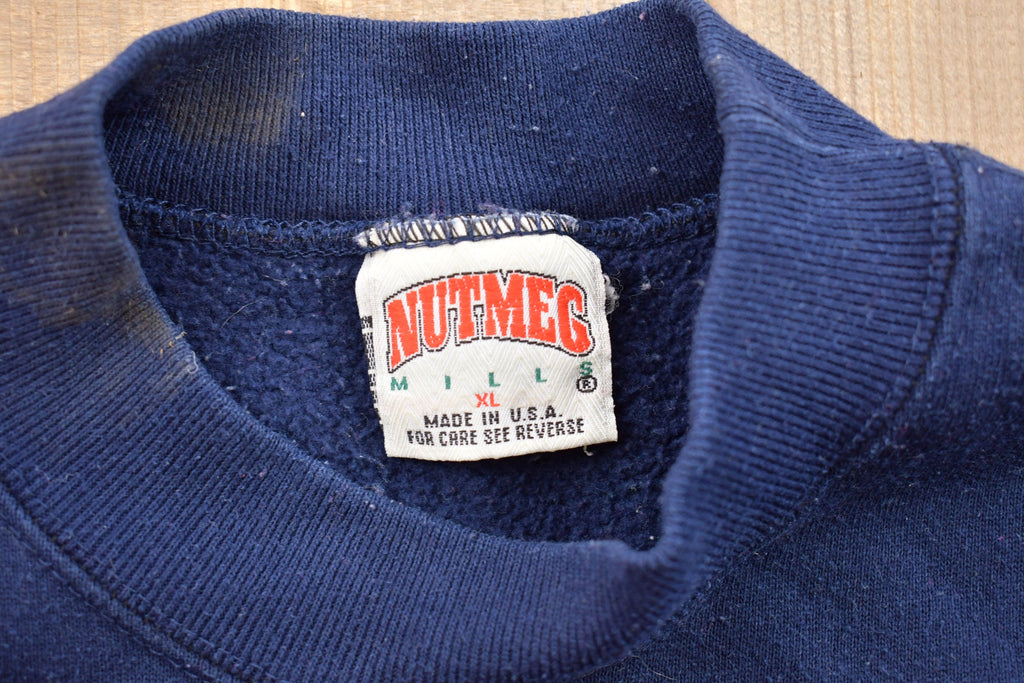 NUTMEG
MILLS®
XL
MADE IN U.S.A.
FOR CARE SEE REVERSE